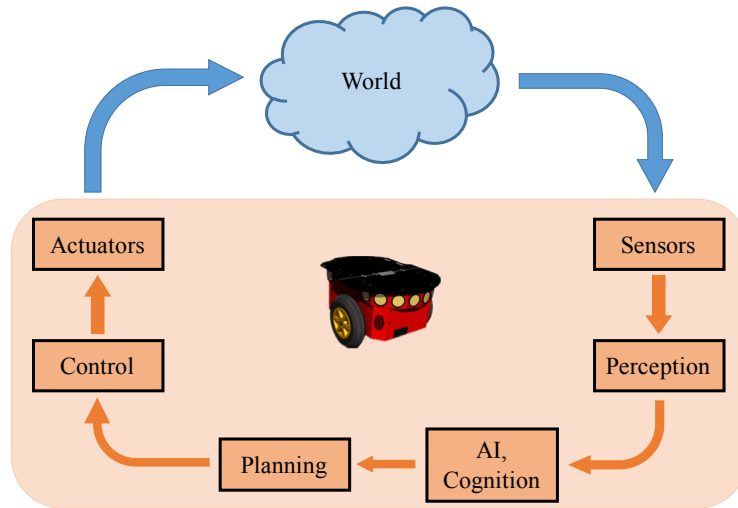 World
Actuators
Sensors
Control
Perception
Planning
AI,
Cognition